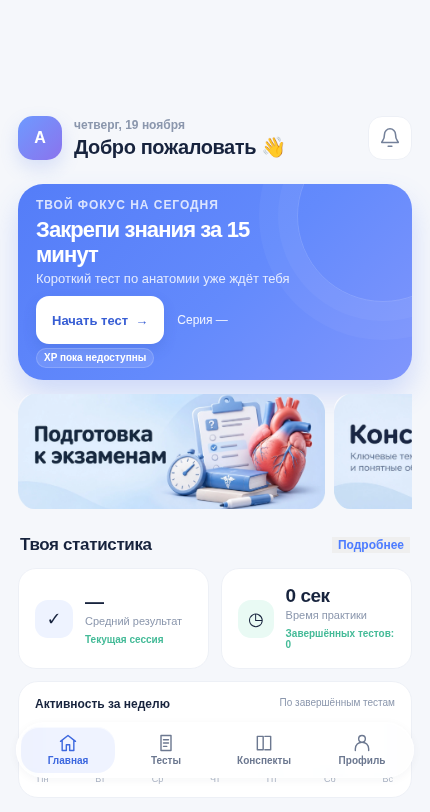 четверг, 19 ноября
А
Добро пожаловать 👋
ТВОЙ ФОКУС НА СЕГОДНЯ
Закрепи знания за 15
минут
Короткий тест по анатомии уже ждёт тебя
Начать тест →
Серия —
XP пока недоступны
Подготовка
к экзаменам
Конс
Ключевые тем
Твоя статистика
Подробнее
—
Средний результат
Текущая сессия
0 сек
Время практики
Завершённых тестов:
0
Активность за неделю
По завершённым тестам
Главная
Тесты
Конспекты
Профиль